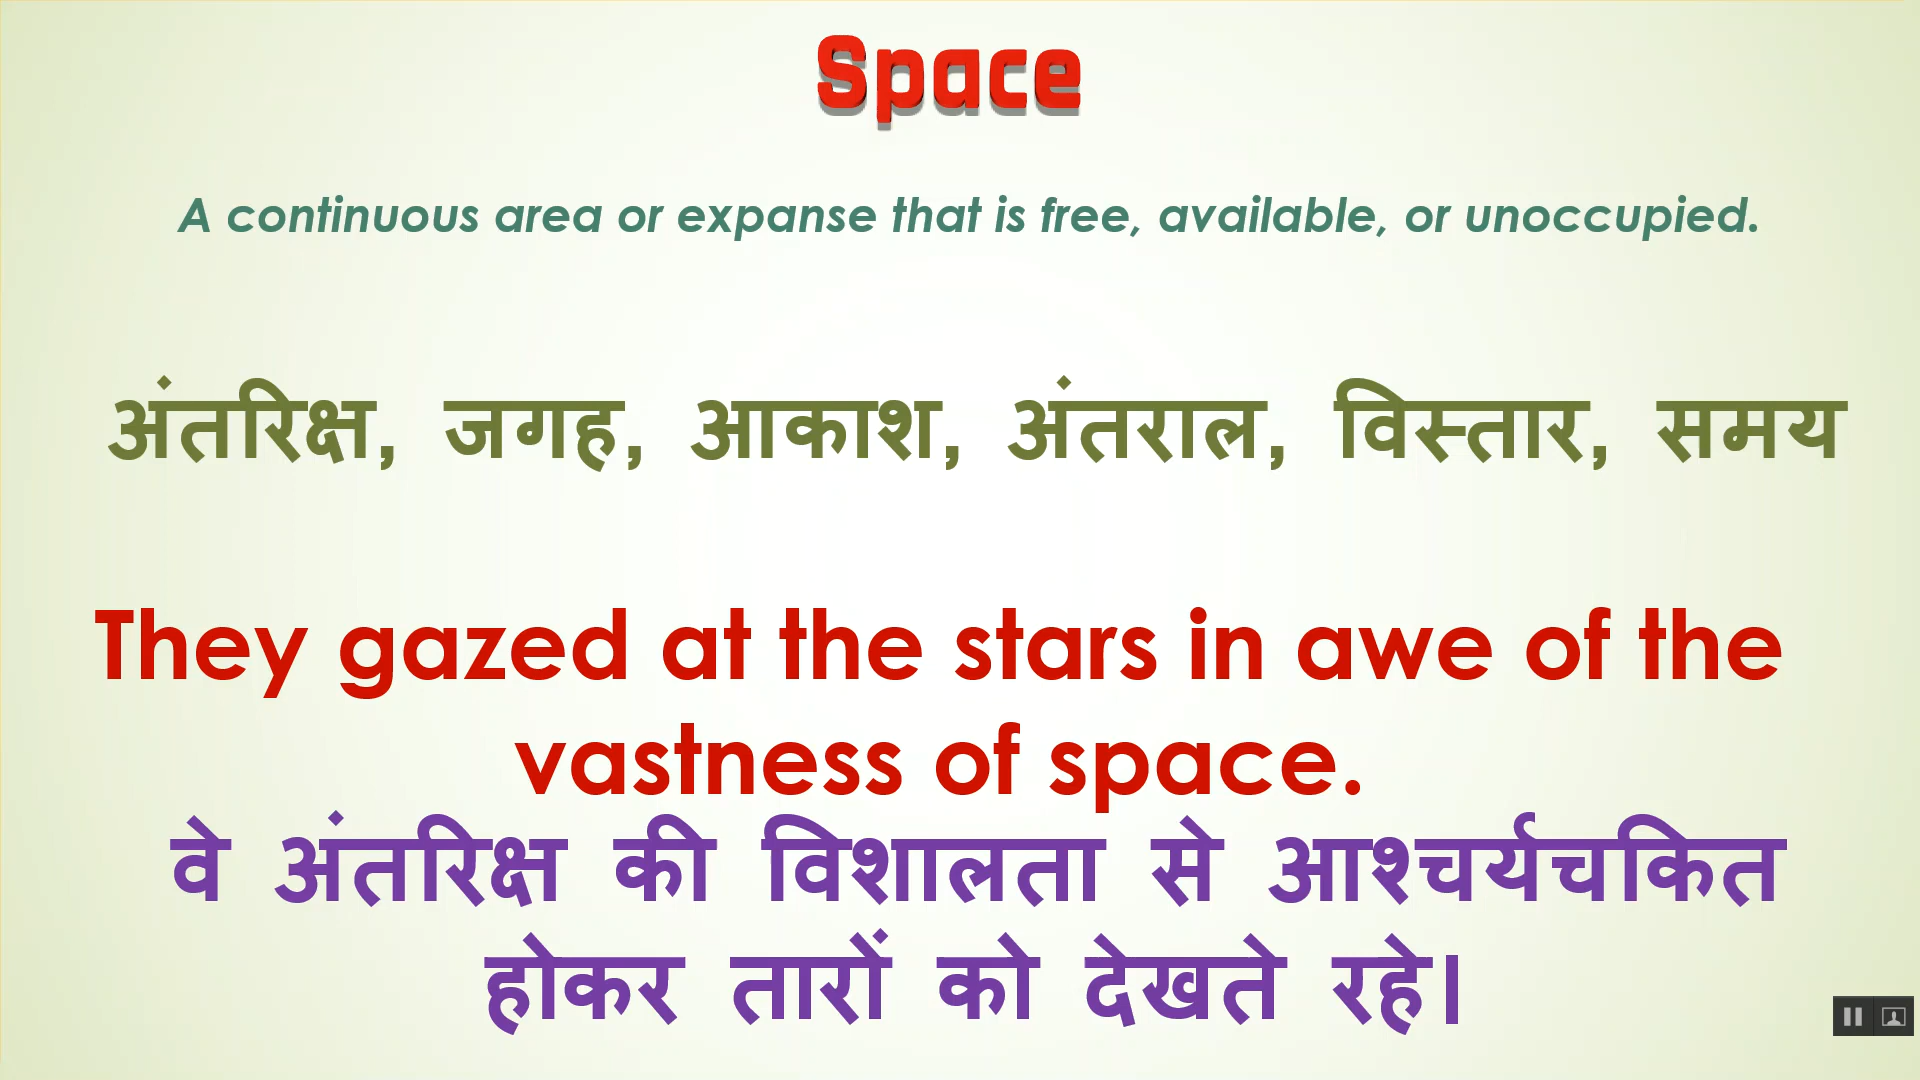 Space
A continuous area or expanse that is free, available, or unoccupied.
अंतरिक्ष, जगह, आकाश, अंतराल, विस्तार, समय
They gazed at the stars in awe of the
vastness of space.
वे अंतरिक्ष की विशालता से आश्चर्यचकित
होकर तारों को देखते रहे।